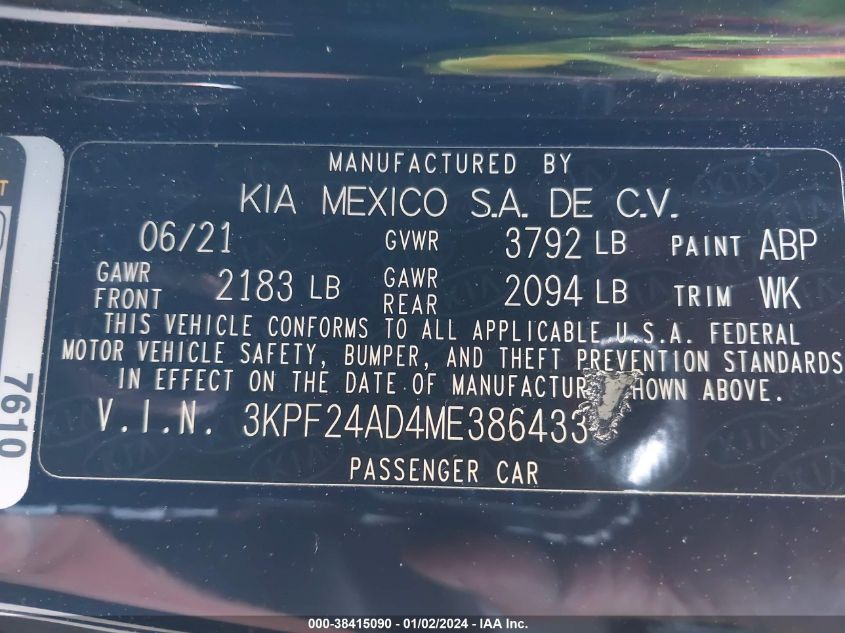 MANUFACTURED BY
KIA MEXICO S.A. DE C.V.
06/21 GVWR 3792 LB PAINT ABP
GAWR FRONT 2183 LB GAWR REAR 2094 LB TRIM WK
THIS VEHICLE CONFORMS TO ALL APPLICABLE U.S.A. FEDERAL
MOTOR VEHICLE SAFETY, BUMPER, AND THEFT PREVENTION STANDARDS
IN EFFECT ON THE DATE OF MANUFACTUR HOWN ABOVE.
V.I.N. 3KPF24AD4ME386433
PASSENGER CAR
7610
000-38415090 - 01/02/2024 - IAA Inc.